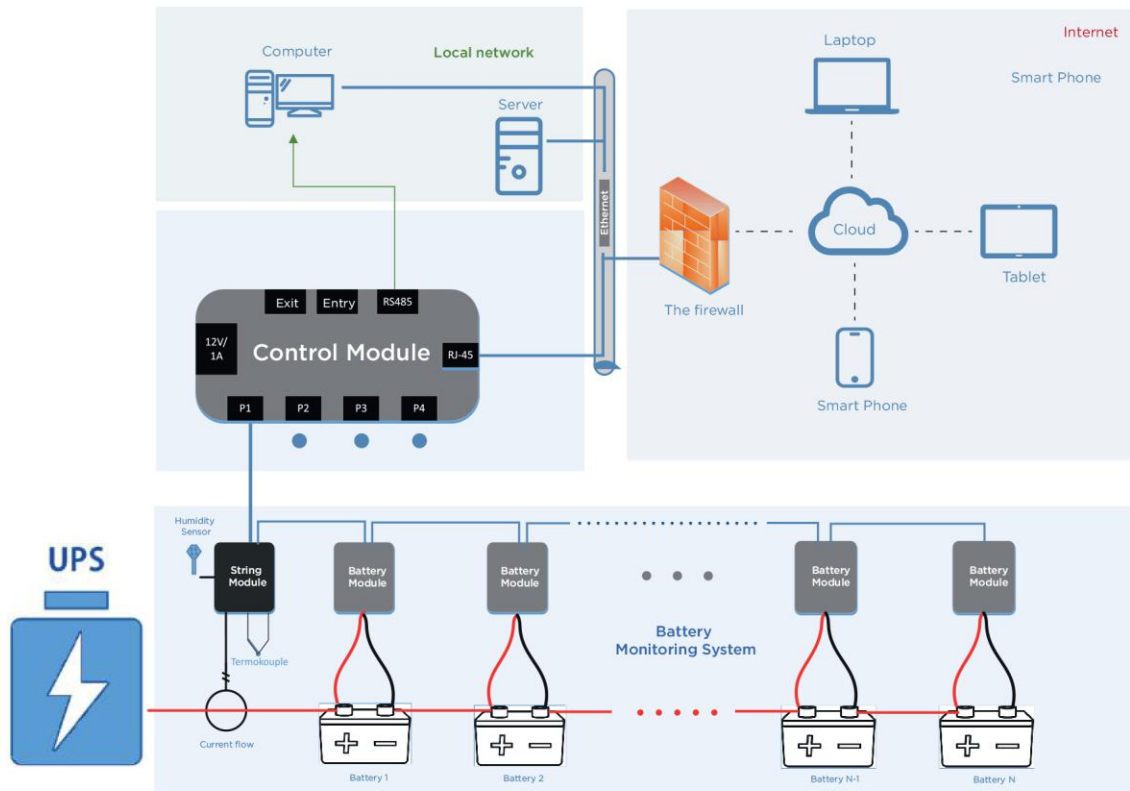 Computer
Local network
Server
Ethernet
Internet
Laptop
Smart Phone
Cloud
Tablet
The firewall
Smart Phone
Exit
Entry
RS485
12V/
1A
Control Module
RJ-45
P1
P2
P3
P4
UPS
Humidity
Sensor
String
Module
Battery
Module
Battery
Module
Battery
Module
Battery
Module
Termokouple
Battery
Monitoring System
Current flow
Battery 1
Battery 2
Battery N-1
Battery N